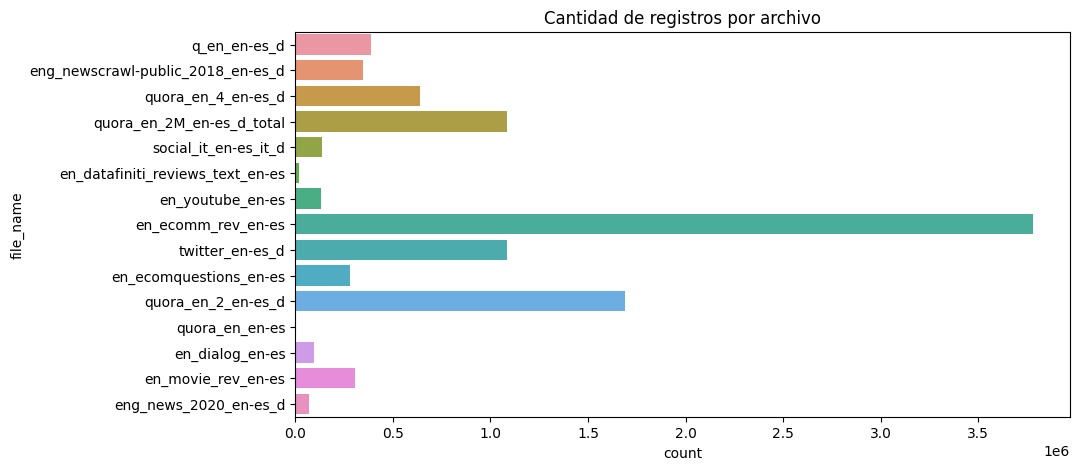 Cantidad de registros por archivo
file_name
q_en_en-es_d
eng_newscrawl-public_2018_en-es_d
quora_en_4_en-es_d
quora_en_2M_en-es_d_total
social_it_en-es_it_d
en_datafiniti_reviews_text_en-es
en_youtube_en-es
en_ecomm_rev_en-es
twitter_en-es_d
en_ecomquestions_en-es
quora_en_2_en-es_d
quora_en_en-es
en_dialog_en-es
en_movie_rev_en-es
eng_news_2020_en-es_d
0.0 0.5 1.0 1.5 2.0 2.5 3.0 3.5
1e6
count